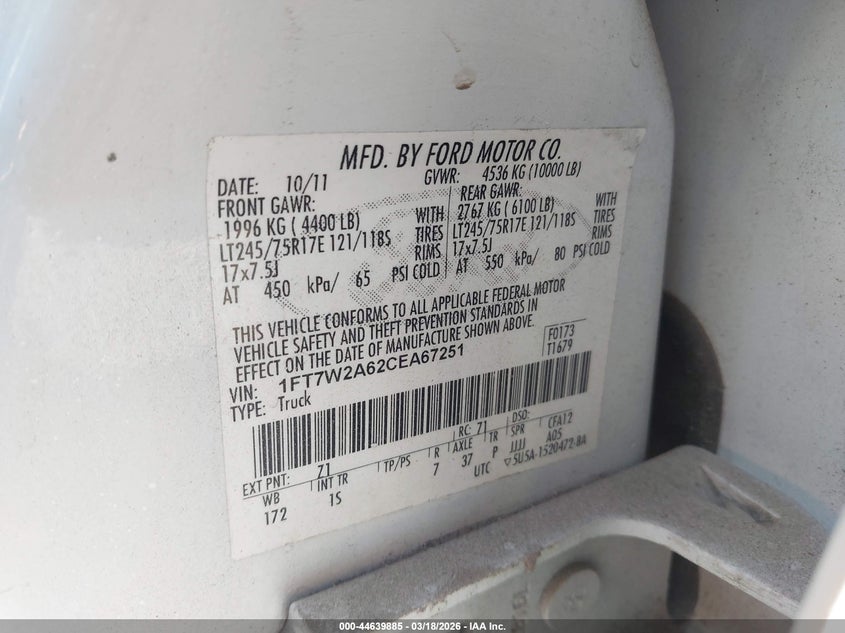 MFD. BY FORD MOTOR CO.
DATE: 10/11 GVWR: 4536 KG (10000 LB)
FRONT GAWR: REAR GAWR:
1996 KG ( 4400 LB) WITH 2767 KG ( 6100 LB) WITH
LT245/75R17E 121/118S TIRES LT245/75R17E 121/118S TIRES
17x7.5J RIMS 17x7.5J RIMS
AT 450 kPa/ 65 PSI COLD AT 550 kPa/ 80 PSI COLD
THIS VEHICLE CONFORMS TO ALL APPLICABLE FEDERAL MOTOR
VEHICLE SAFETY AND THEFT PREVENTION STANDARDS IN
EFFECT ON THE DATE OF MANUFACTURE SHOWN ABOVE.
F0173
T1679
VIN: 1FT7W2A62CEA67251
TYPE: Truck
EXT PNT: Z1 RC: 71 DSO:
WB INT TR TP/PS R AXLE TR SPR CFA12
172 1S 7 37 P JJJJ A05
UTC ▽5U5A-1520472-BA
000-44639885 - 03/18/2026 - IAA Inc.